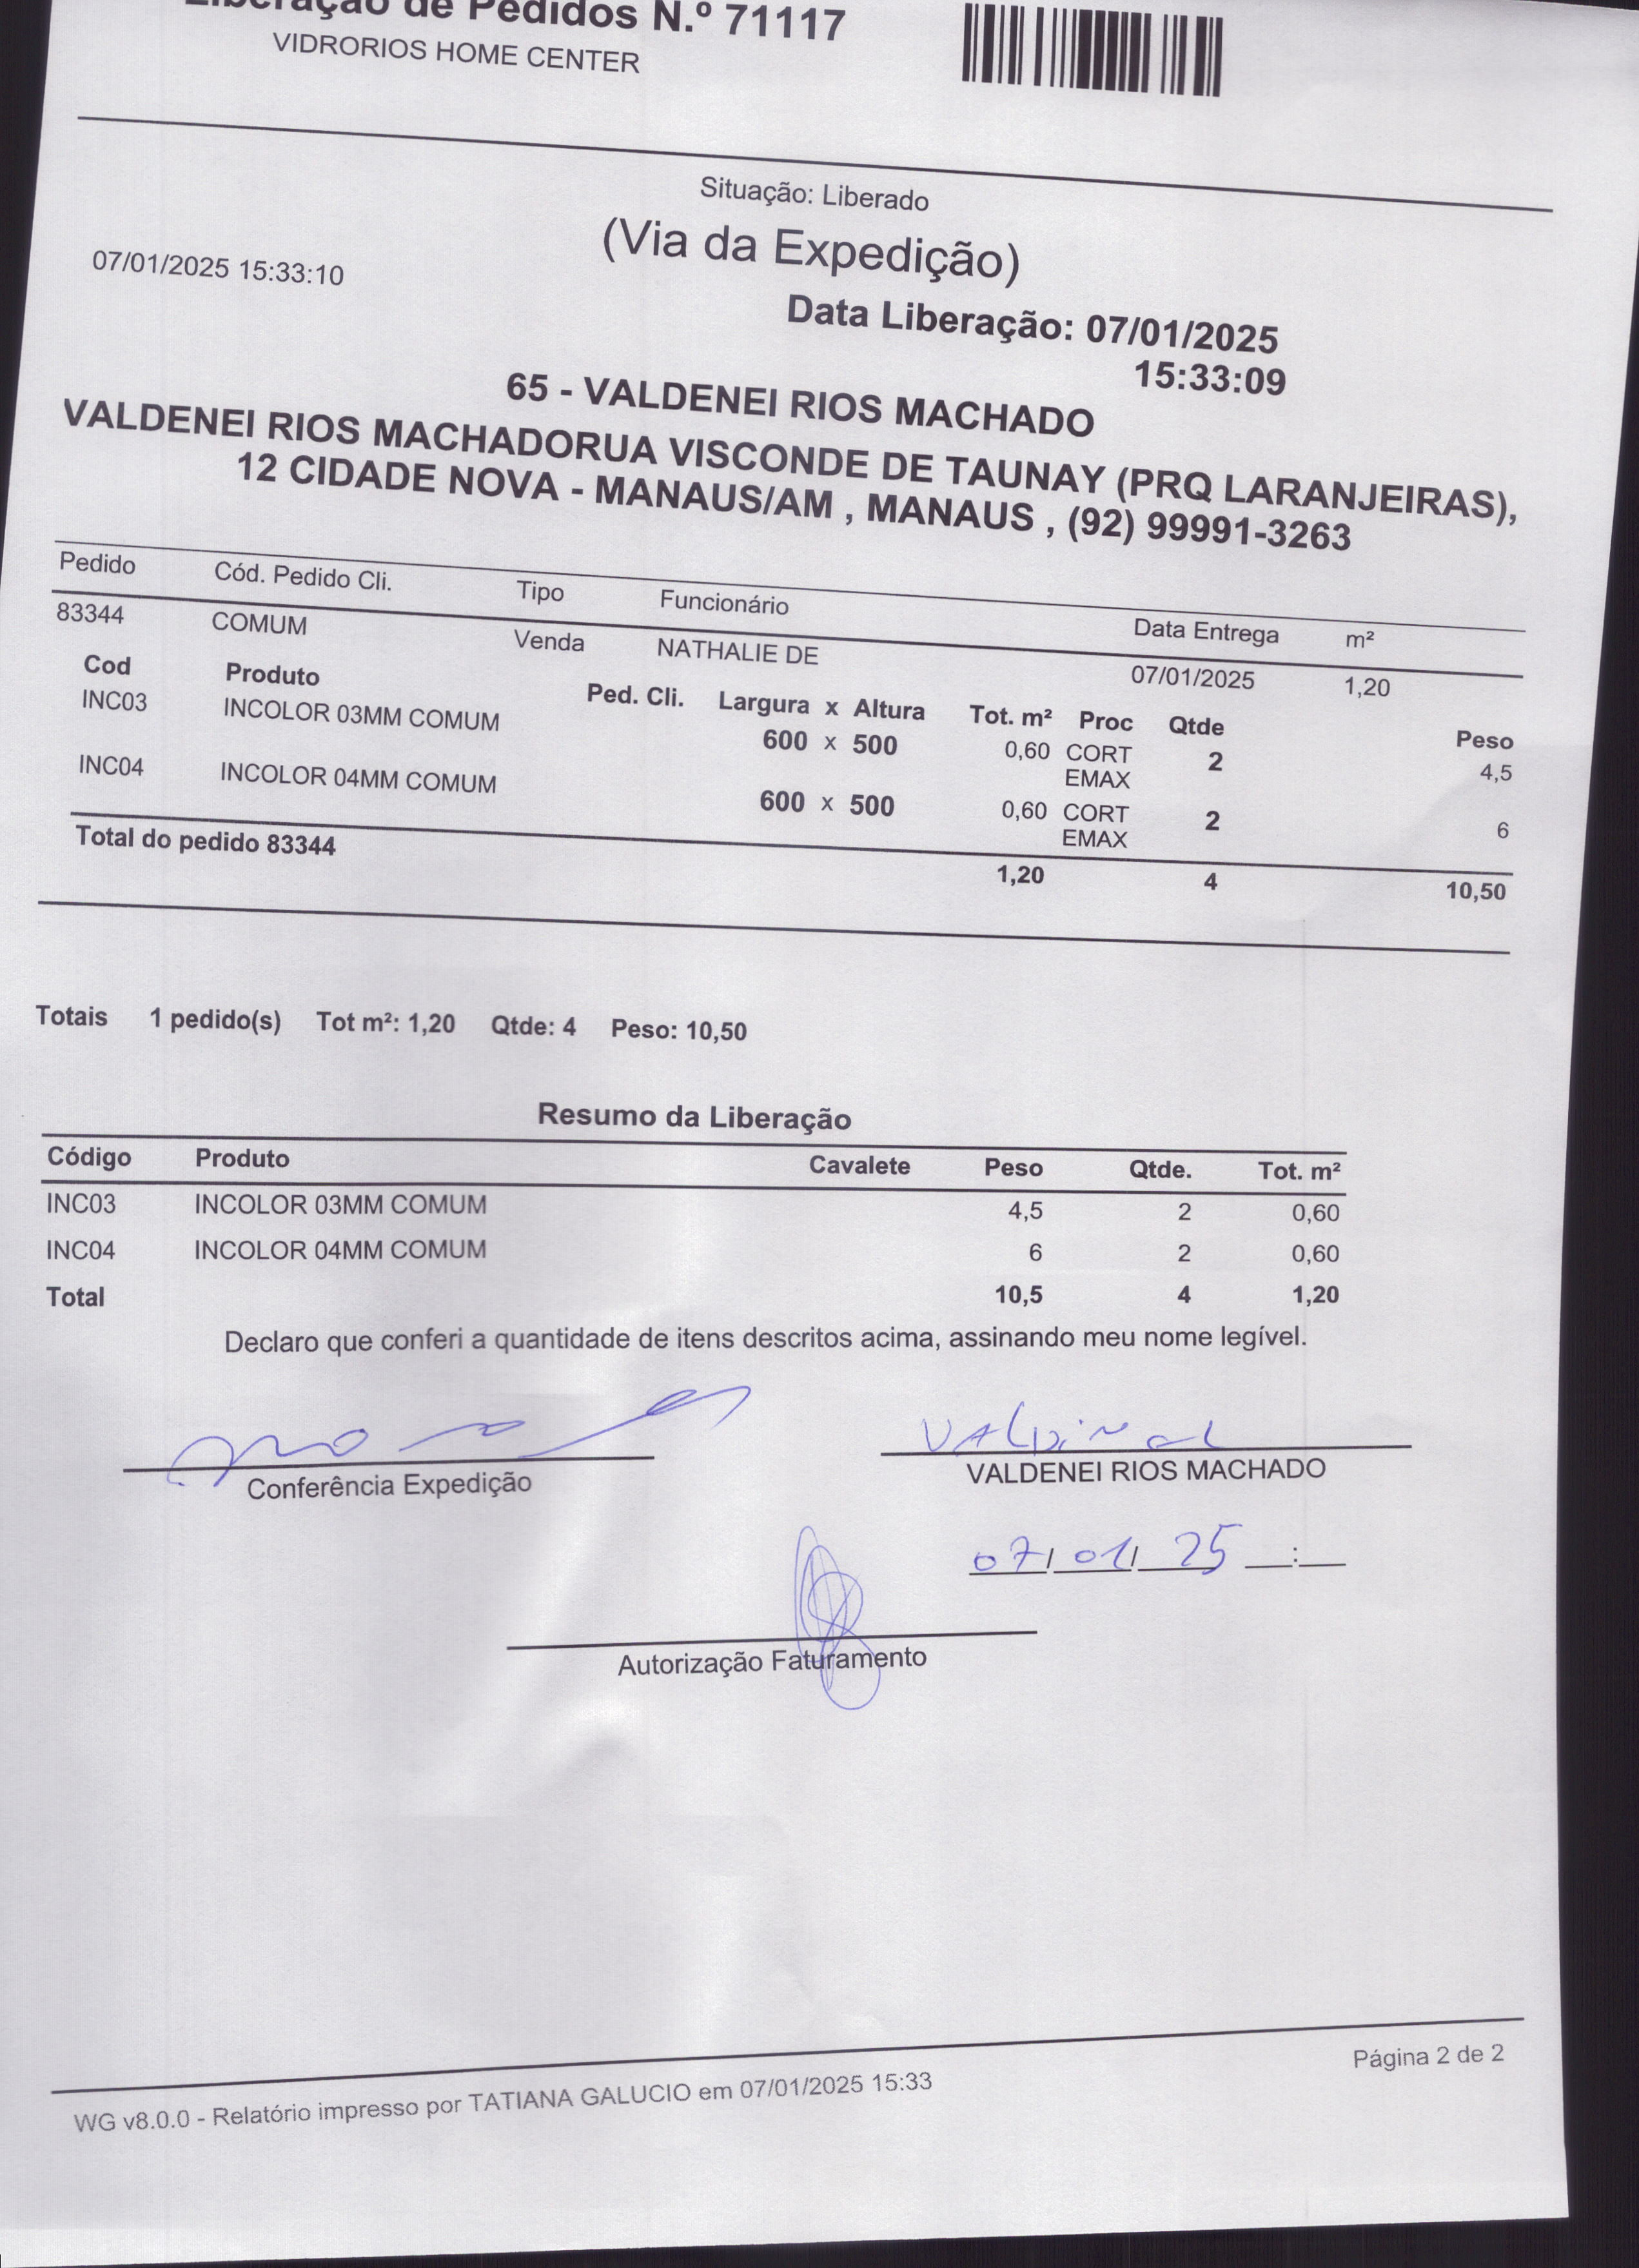 Liberação de Pedidos N.º 71117
VIDRORIOS HOME CENTER
Situação: Liberado
(Via da Expedição)
07/01/2025 15:33:10
Data Liberação: 07/01/2025
15:33:09
65 - VALDENEI RIOS MACHADO
VALDENEI RIOS MACHADORUA VISCONDE DE TAUNAY (PRQ LARANJEIRAS),
12 CIDADE NOVA - MANAUS/AM , MANAUS , (92) 99991-3263
Pedido Cód. Pedido Cli. Tipo Funcionário Data Entrega m²
83344 COMUM Venda NATHALIE DE 07/01/2025 1,20
Cod Produto Ped. Cli. Largura x Altura Tot. m² Proc Qtde Peso
INC03 INCOLOR 03MM COMUM 600 x 500 0,60 CORT 2 4,5
EMAX
INC04 INCOLOR 04MM COMUM 600 x 500 0,60 CORT 2 6
EMAX
Total do pedido 83344 1,20 4 10,50
Totais 1 pedido(s) Tot m²: 1,20 Qtde: 4 Peso: 10,50
Resumo da Liberação
Código Produto Cavalete Peso Qtde. Tot. m²
INC03 INCOLOR 03MM COMUM 4,5 2 0,60
INC04 INCOLOR 04MM COMUM 6 2 0,60
Total 10,5 4 1,20
Declaro que conferi a quantidade de itens descritos acima, assinando meu nome legível.
Conferência Expedição
VALDENEI RIOS MACHADO
07/01/25 __:__
Autorização Faturamento
Página 2 de 2
WG v8.0.0 - Relatório impresso por TATIANA GALUCIO em 07/01/2025 15:33